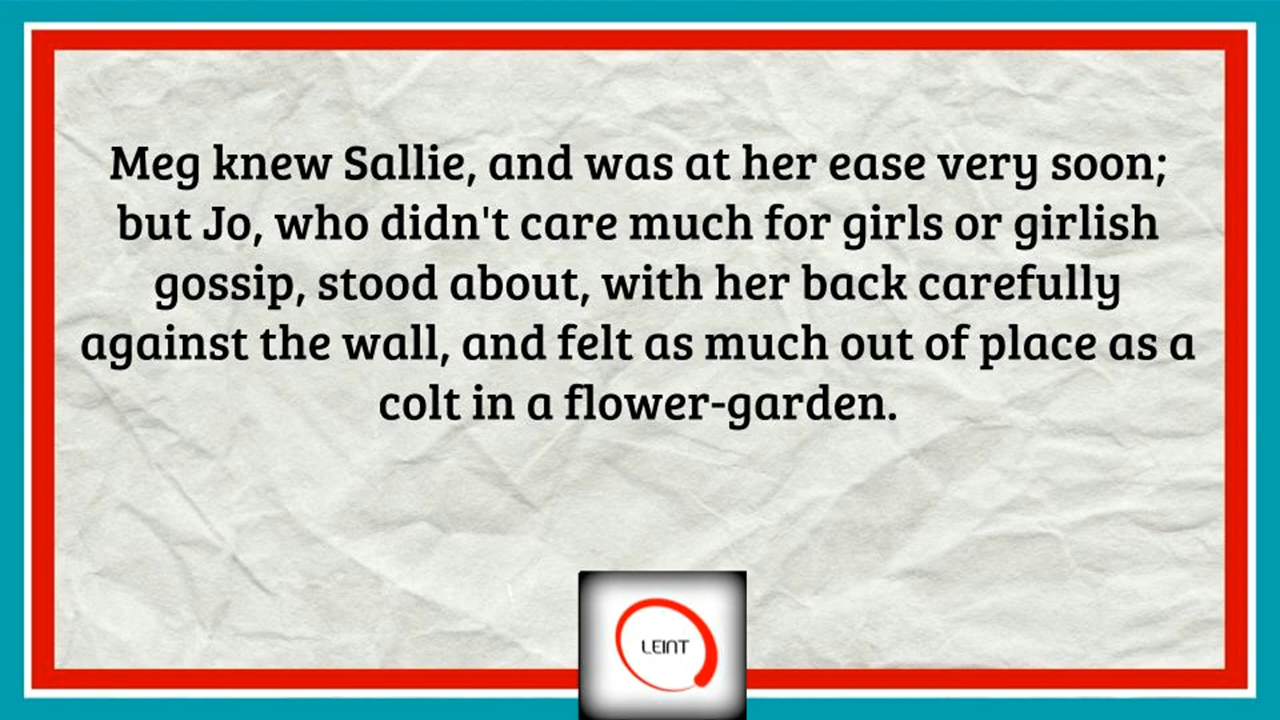 Meg knew Sallie, and was at her ease very soon;
but Jo, who didn't care much for girls or girlish
gossip, stood about, with her back carefully
against the wall, and felt as much out of place as a
colt in a flower-garden.
LEINT